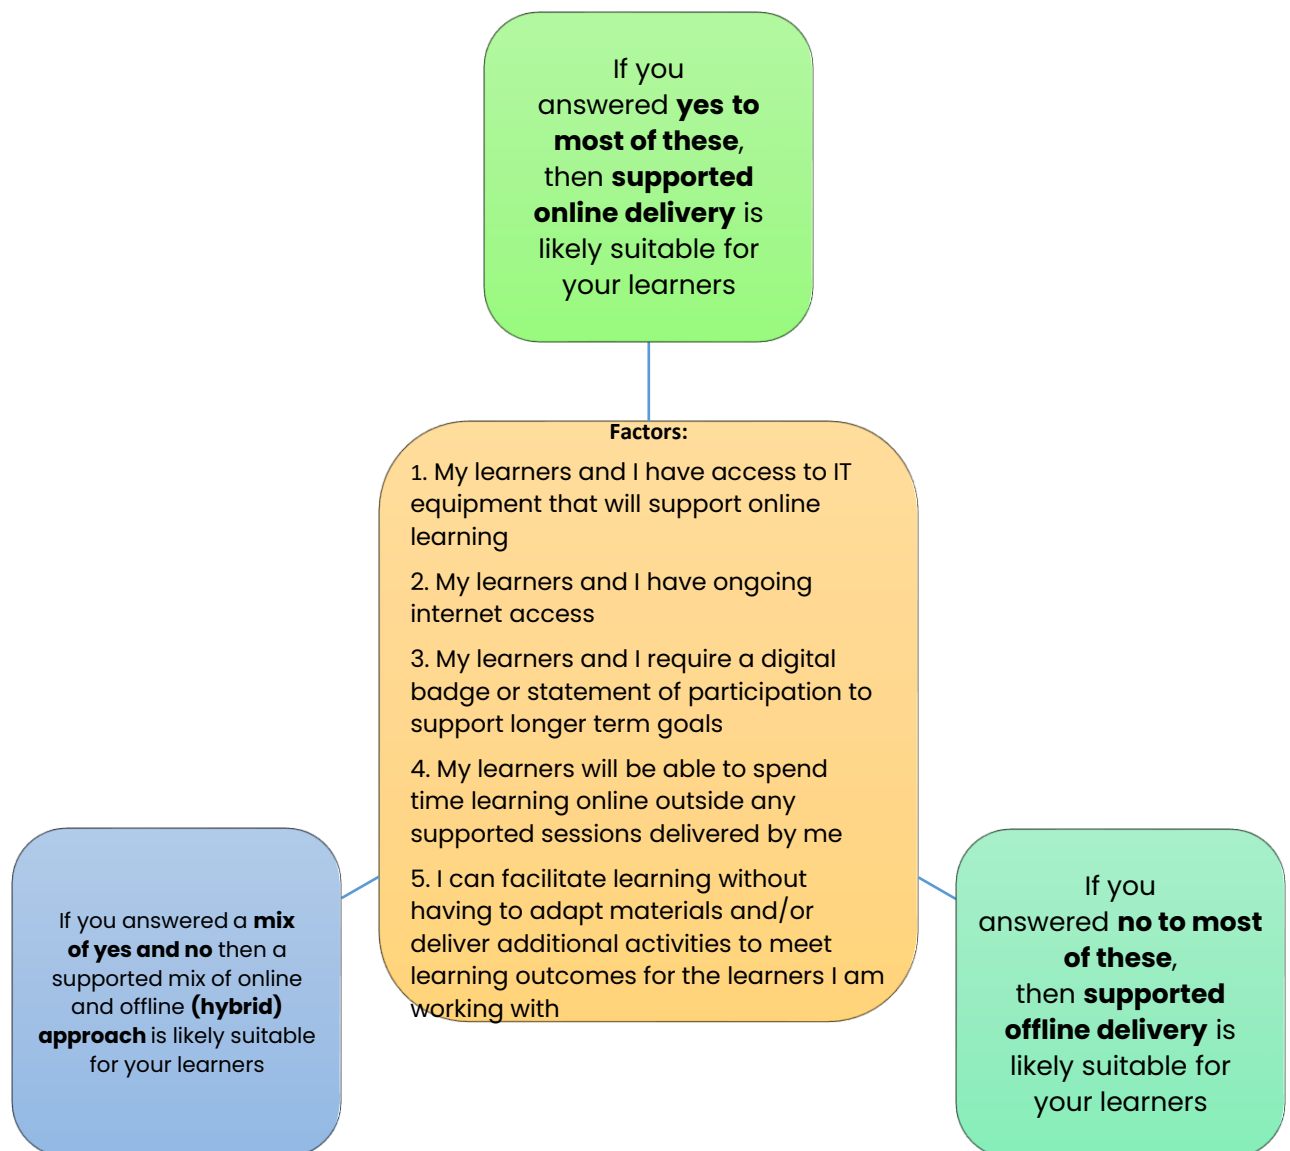 If you
answered yes to
most of these,
then supported
online delivery is
likely suitable for
your learners
Factors:
1. My learners and I have access to IT
equipment that will support online
learning
2. My learners and I have ongoing
internet access
3. My learners and I require a digital
badge or statement of participation to
support longer term goals
4. My learners will be able to spend
time learning online outside any
supported sessions delivered by me
5. I can facilitate learning without
having to adapt materials and/or
deliver additional activities to meet
learning outcomes for the learners I am
working with
If you answered a mix
of yes and no then a
supported mix of online
and offline (hybrid)
approach is likely suitable
for your learners
If you
answered no to most
of these,
then supported
offline delivery is
likely suitable for
your learners